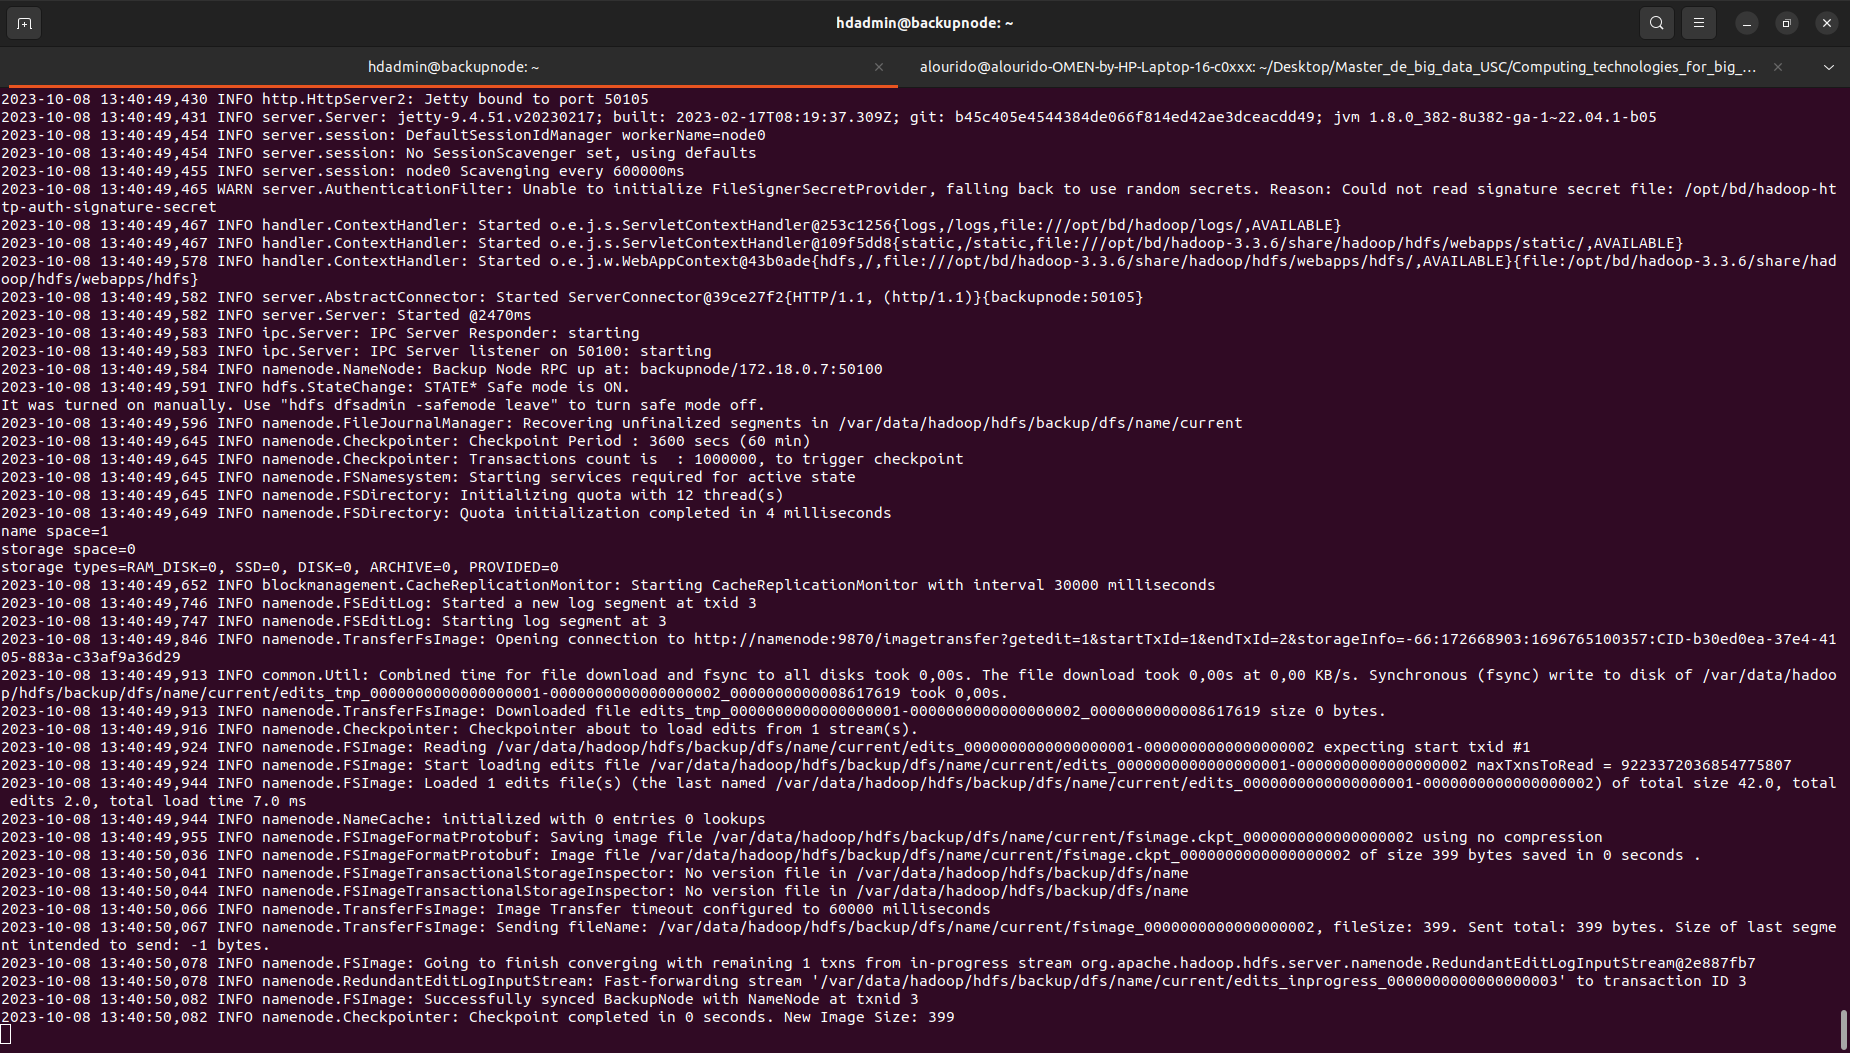 hdadmin@backupnode: ~
hdadmin@backupnode: ~
alourido@alourido-OMEN-by-HP-Laptop-16-c0xxx: ~/Desktop/Master_de_big_data_USC/Computing_technologies_for_big_...
2023-10-08 13:40:49,430 INFO http.HttpServer2: Jetty bound to port 50105
2023-10-08 13:40:49,431 INFO server.Server: jetty-9.4.51.v20230217; built: 2023-02-17T08:19:37.309Z; git: b45c405e4544384de066f814ed42ae3dceacdd49; jvm 1.8.0_382-8u382-ga-1~22.04.1-b05
2023-10-08 13:40:49,454 INFO server.session: DefaultSessionIdManager workerName=node0
2023-10-08 13:40:49,454 INFO server.session: No SessionScavenger set, using defaults
2023-10-08 13:40:49,455 INFO server.session: node0 Scavenging every 600000ms
2023-10-08 13:40:49,465 WARN server.AuthenticationFilter: Unable to initialize FileSignerSecretProvider, falling back to use random secrets. Reason: Could not read signature secret file: /opt/bd/hadoop-ht
tp-auth-signature-secret
2023-10-08 13:40:49,467 INFO handler.ContextHandler: Started o.e.j.s.ServletContextHandler@253c1256{logs,/logs,file:///opt/bd/hadoop/logs/,AVAILABLE}
2023-10-08 13:40:49,467 INFO handler.ContextHandler: Started o.e.j.s.ServletContextHandler@109f5dd8{static,/static,file:///opt/bd/hadoop-3.3.6/share/hadoop/hdfs/webapps/static/,AVAILABLE}
2023-10-08 13:40:49,578 INFO handler.ContextHandler: Started o.e.j.w.WebAppContext@43b0ade{hdfs,/,file:///opt/bd/hadoop-3.3.6/share/hadoop/hdfs/webapps/hdfs/,AVAILABLE}{file:/opt/bd/hadoop-3.3.6/share/had
oop/hdfs/webapps/hdfs}
2023-10-08 13:40:49,582 INFO server.AbstractConnector: Started ServerConnector@39ce27f2{HTTP/1.1, (http/1.1)}{backupnode:50105}
2023-10-08 13:40:49,582 INFO server.Server: Started @2470ms
2023-10-08 13:40:49,583 INFO ipc.Server: IPC Server Responder: starting
2023-10-08 13:40:49,583 INFO ipc.Server: IPC Server listener on 50100: starting
2023-10-08 13:40:49,584 INFO namenode.NameNode: Backup Node RPC up at: backupnode/172.18.0.7:50100
2023-10-08 13:40:49,591 INFO hdfs.StateChange: STATE* Safe mode is ON.
It was turned on manually. Use "hdfs dfsadmin -safemode leave" to turn safe mode off.
2023-10-08 13:40:49,596 INFO namenode.FileJournalManager: Recovering unfinalized segments in /var/data/hadoop/hdfs/backup/dfs/name/current
2023-10-08 13:40:49,645 INFO namenode.Checkpointer: Checkpoint Period : 3600 secs (60 min)
2023-10-08 13:40:49,645 INFO namenode.Checkpointer: Transactions count is  : 1000000, to trigger checkpoint
2023-10-08 13:40:49,645 INFO namenode.FSNamesystem: Starting services required for active state
2023-10-08 13:40:49,645 INFO namenode.FSDirectory: Initializing quota with 12 thread(s)
2023-10-08 13:40:49,649 INFO namenode.FSDirectory: Quota initialization completed in 4 milliseconds
name space=1
storage space=0
storage types=RAM_DISK=0, SSD=0, DISK=0, ARCHIVE=0, PROVIDED=0
2023-10-08 13:40:49,652 INFO blockmanagement.CacheReplicationMonitor: Starting CacheReplicationMonitor with interval 30000 milliseconds
2023-10-08 13:40:49,746 INFO namenode.FSEditLog: Started a new log segment at txid 3
2023-10-08 13:40:49,747 INFO namenode.FSEditLog: Starting log segment at 3
2023-10-08 13:40:49,846 INFO namenode.TransferFsImage: Opening connection to http://namenode:9870/imagetransfer?getedit=1&startTxId=1&endTxId=2&storageInfo=-66:172668903:1696765100357:CID-b30ed0ea-37e4-41
05-883a-c33af9a36d29
2023-10-08 13:40:49,913 INFO common.Util: Combined time for file download and fsync to all disks took 0,00s. The file download took 0,00s at 0,00 KB/s. Synchronous (fsync) write to disk of /var/data/hadoo
p/hdfs/backup/dfs/name/current/edits_tmp_0000000000000000001-0000000000000000002_0000000000008617619 took 0,00s.
2023-10-08 13:40:49,913 INFO namenode.TransferFsImage: Downloaded file edits_tmp_0000000000000000001-0000000000000000002_0000000000008617619 size 0 bytes.
2023-10-08 13:40:49,916 INFO namenode.Checkpointer: Checkpointer about to load edits from 1 stream(s).
2023-10-08 13:40:49,924 INFO namenode.FSImage: Reading /var/data/hadoop/hdfs/backup/dfs/name/current/edits_0000000000000000001-0000000000000000002 expecting start txid #1
2023-10-08 13:40:49,924 INFO namenode.FSImage: Start loading edits file /var/data/hadoop/hdfs/backup/dfs/name/current/edits_0000000000000000001-0000000000000000002 maxTxnsToRead = 9223372036854775807
2023-10-08 13:40:49,944 INFO namenode.FSImage: Loaded 1 edits file(s) (the last named /var/data/hadoop/hdfs/backup/dfs/name/current/edits_0000000000000000001-0000000000000000002) of total size 42.0, total
 edits 2.0, total load time 7.0 ms
2023-10-08 13:40:49,944 INFO namenode.NameCache: initialized with 0 entries 0 lookups
2023-10-08 13:40:49,955 INFO namenode.FSImageFormatProtobuf: Saving image file /var/data/hadoop/hdfs/backup/dfs/name/current/fsimage.ckpt_0000000000000000002 using no compression
2023-10-08 13:40:50,036 INFO namenode.FSImageFormatProtobuf: Image file /var/data/hadoop/hdfs/backup/dfs/name/current/fsimage.ckpt_0000000000000000002 of size 399 bytes saved in 0 seconds .
2023-10-08 13:40:50,041 INFO namenode.FSImageTransactionalStorageInspector: No version file in /var/data/hadoop/hdfs/backup/dfs/name
2023-10-08 13:40:50,044 INFO namenode.FSImageTransactionalStorageInspector: No version file in /var/data/hadoop/hdfs/backup/dfs/name
2023-10-08 13:40:50,066 INFO namenode.TransferFsImage: Image Transfer timeout configured to 60000 milliseconds
2023-10-08 13:40:50,067 INFO namenode.TransferFsImage: Sending fileName: /var/data/hadoop/hdfs/backup/dfs/name/current/fsimage_0000000000000000002, fileSize: 399. Sent total: 399 bytes. Size of last segme
nt intended to send: -1 bytes.
2023-10-08 13:40:50,078 INFO namenode.FSImage: Going to finish converging with remaining 1 txns from in-progress stream org.apache.hadoop.hdfs.server.namenode.RedundantEditLogInputStream@2e887fb7
2023-10-08 13:40:50,078 INFO namenode.RedundantEditLogInputStream: Fast-forwarding stream '/var/data/hadoop/hdfs/backup/dfs/name/current/edits_inprogress_0000000000000000003' to transaction ID 3
2023-10-08 13:40:50,082 INFO namenode.FSImage: Successfully synced BackupNode with NameNode at txnid 3
2023-10-08 13:40:50,082 INFO namenode.Checkpointer: Checkpoint completed in 0 seconds. New Image Size: 399